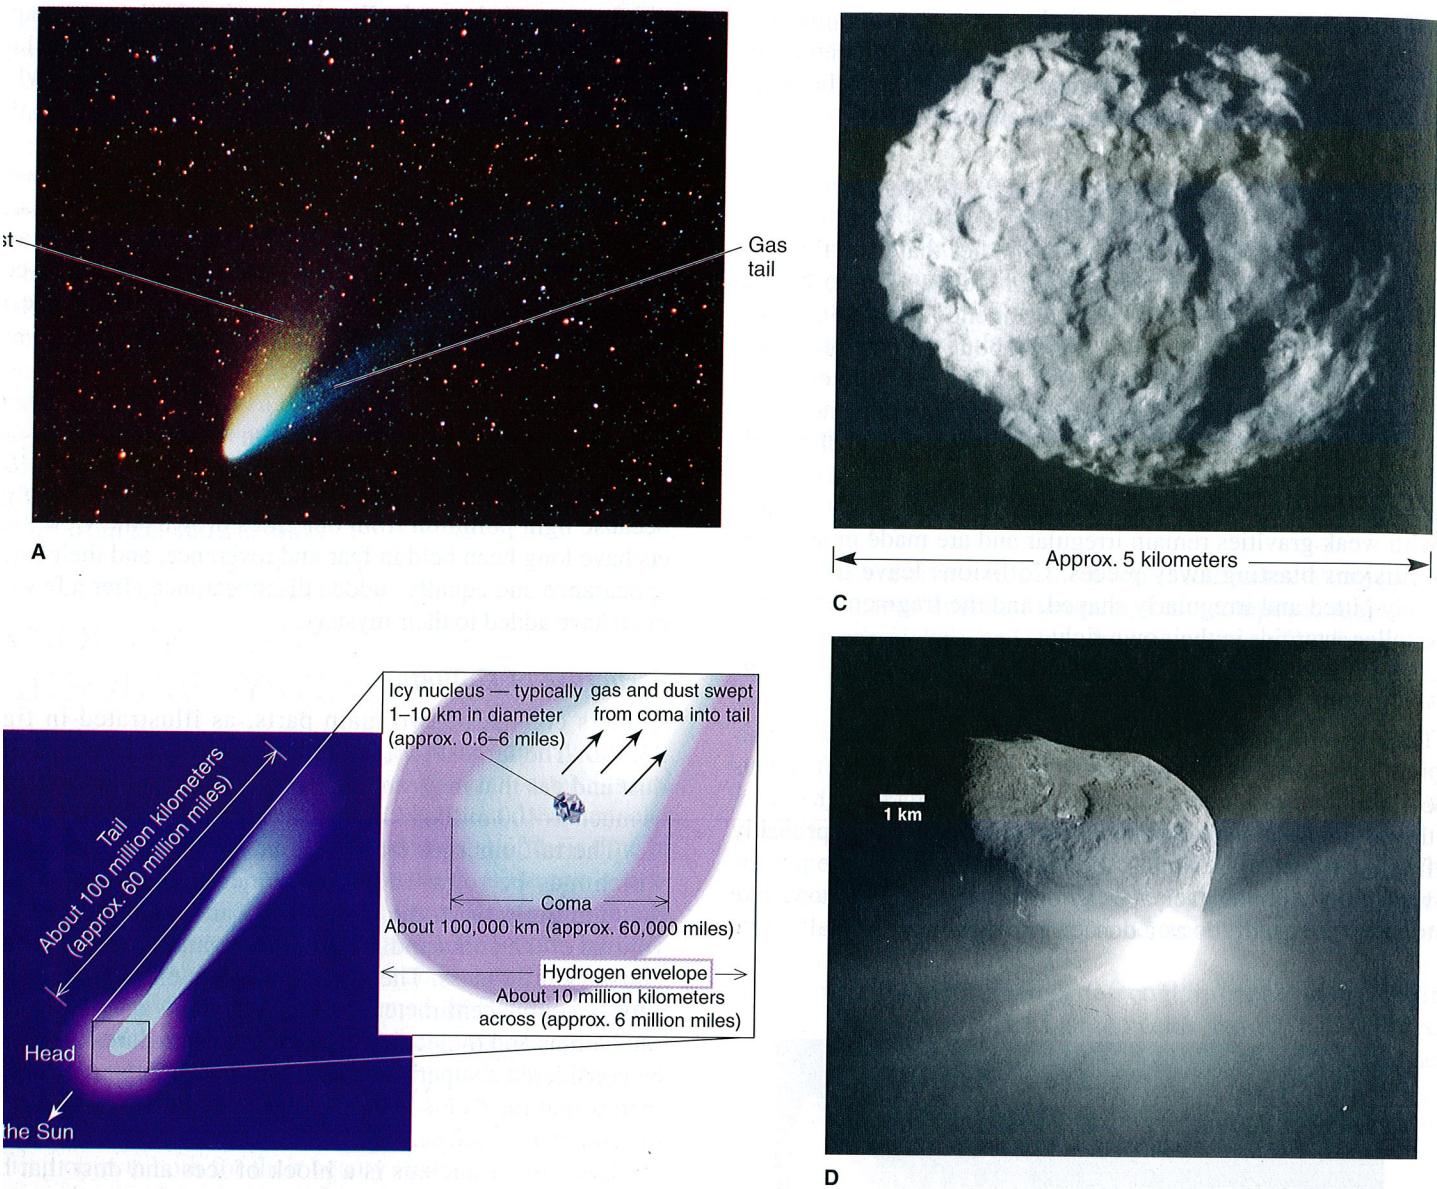 st
Gas
tail
A
Approx. 5 kilometers
C
Icy nucleus — typically
1–10 km in diameter
(approx. 0.6–6 miles)
gas and dust swept
from coma into tail
Tail
About 100 million kilometers
(approx. 60 million miles)
Coma
About 100,000 km (approx. 60,000 miles)
Hydrogen envelope
About 10 million kilometers
across (approx. 6 million miles)
Head
the Sun
1 km
D